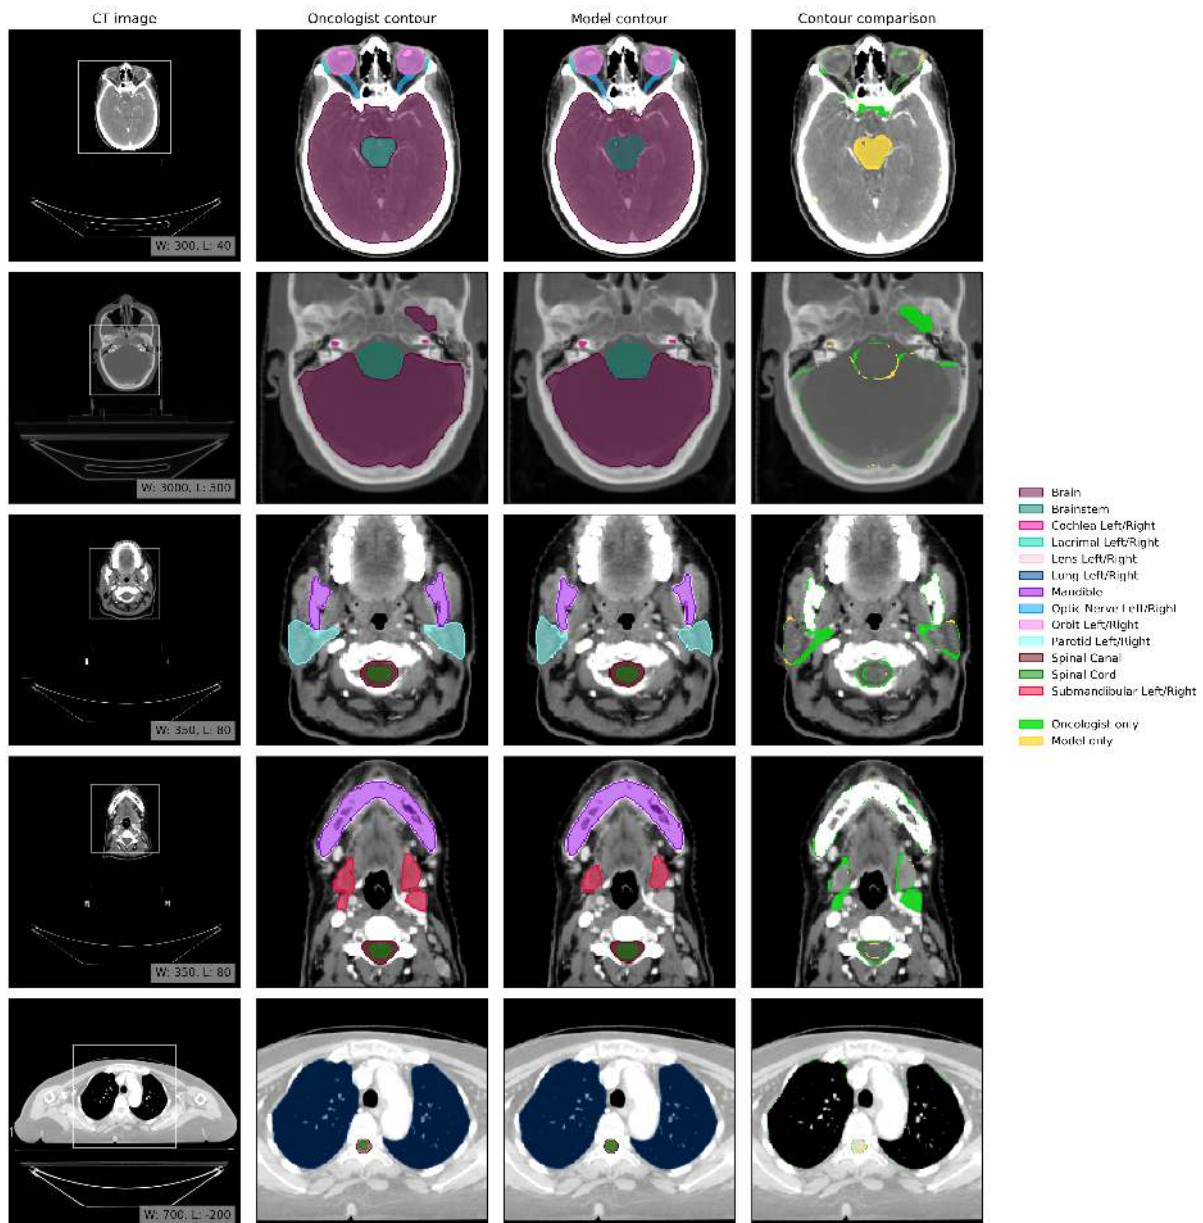 CT image
Oncologist contour
Model contour
Contour comparison
W: 300, L: 40
W: 3000, L: 300
W: 350, L: 80
W: 350, L: 80
W: 700, L: -200
Brain
Brainstem
Cochlea Left/Right
Lacrimal Left/Right
Lens Left/Right
Lung Left/Right
Mandible
Optic Nerve Left/Right
Orbit Left/Right
Parotid Left/Right
Spinal Canal
Spinal Cord
Submandibular Left/Right
Oncologist only
Model only